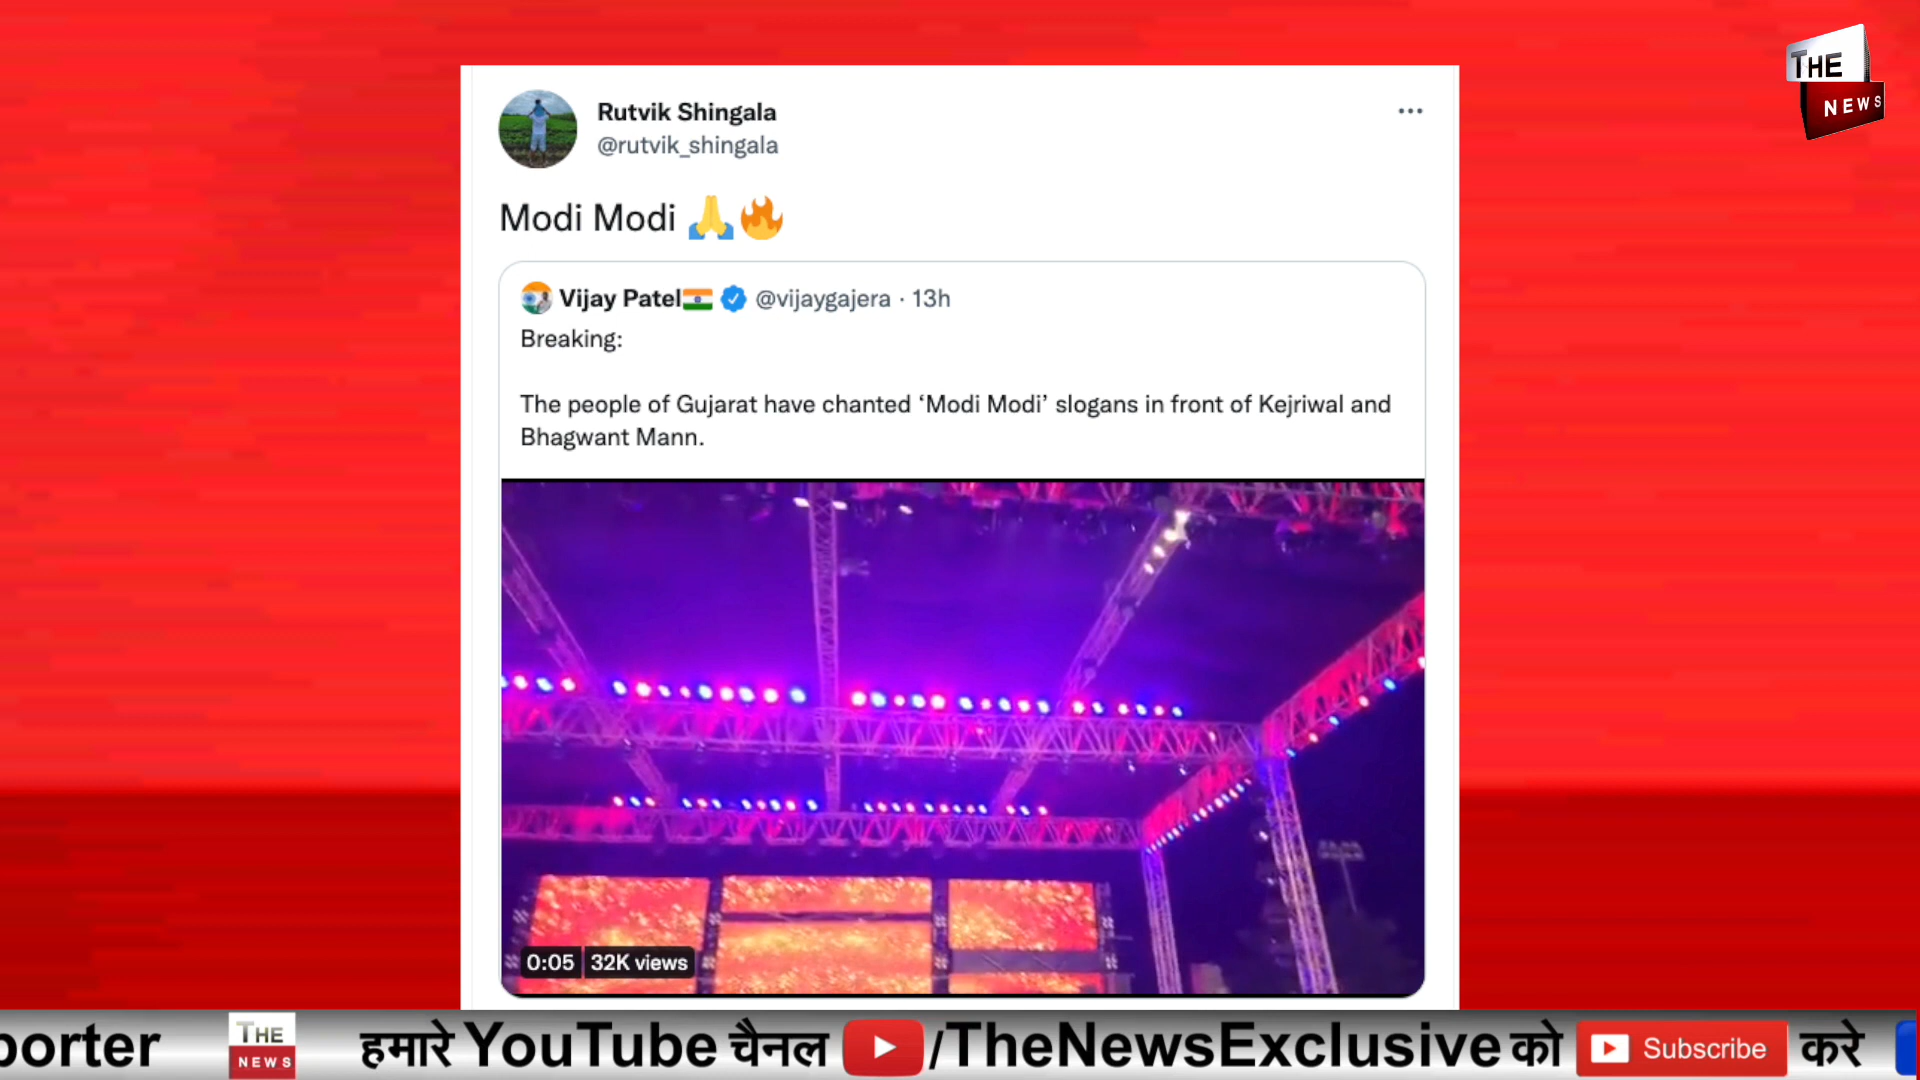 THE
NEWS
Rutvik Shingala
@rutvik_shingala
Modi Modi 🙏🔥
Vijay Patel🇮🇳 @vijaygajera · 13h
Breaking:
The people of Gujarat have chanted ‘Modi Modi’ slogans in front of Kejriwal and
Bhagwant Mann.
0:05 32K views
porter THE NEWS हमारे YouTube चैनल /TheNewsExclusive को Subscribe करे